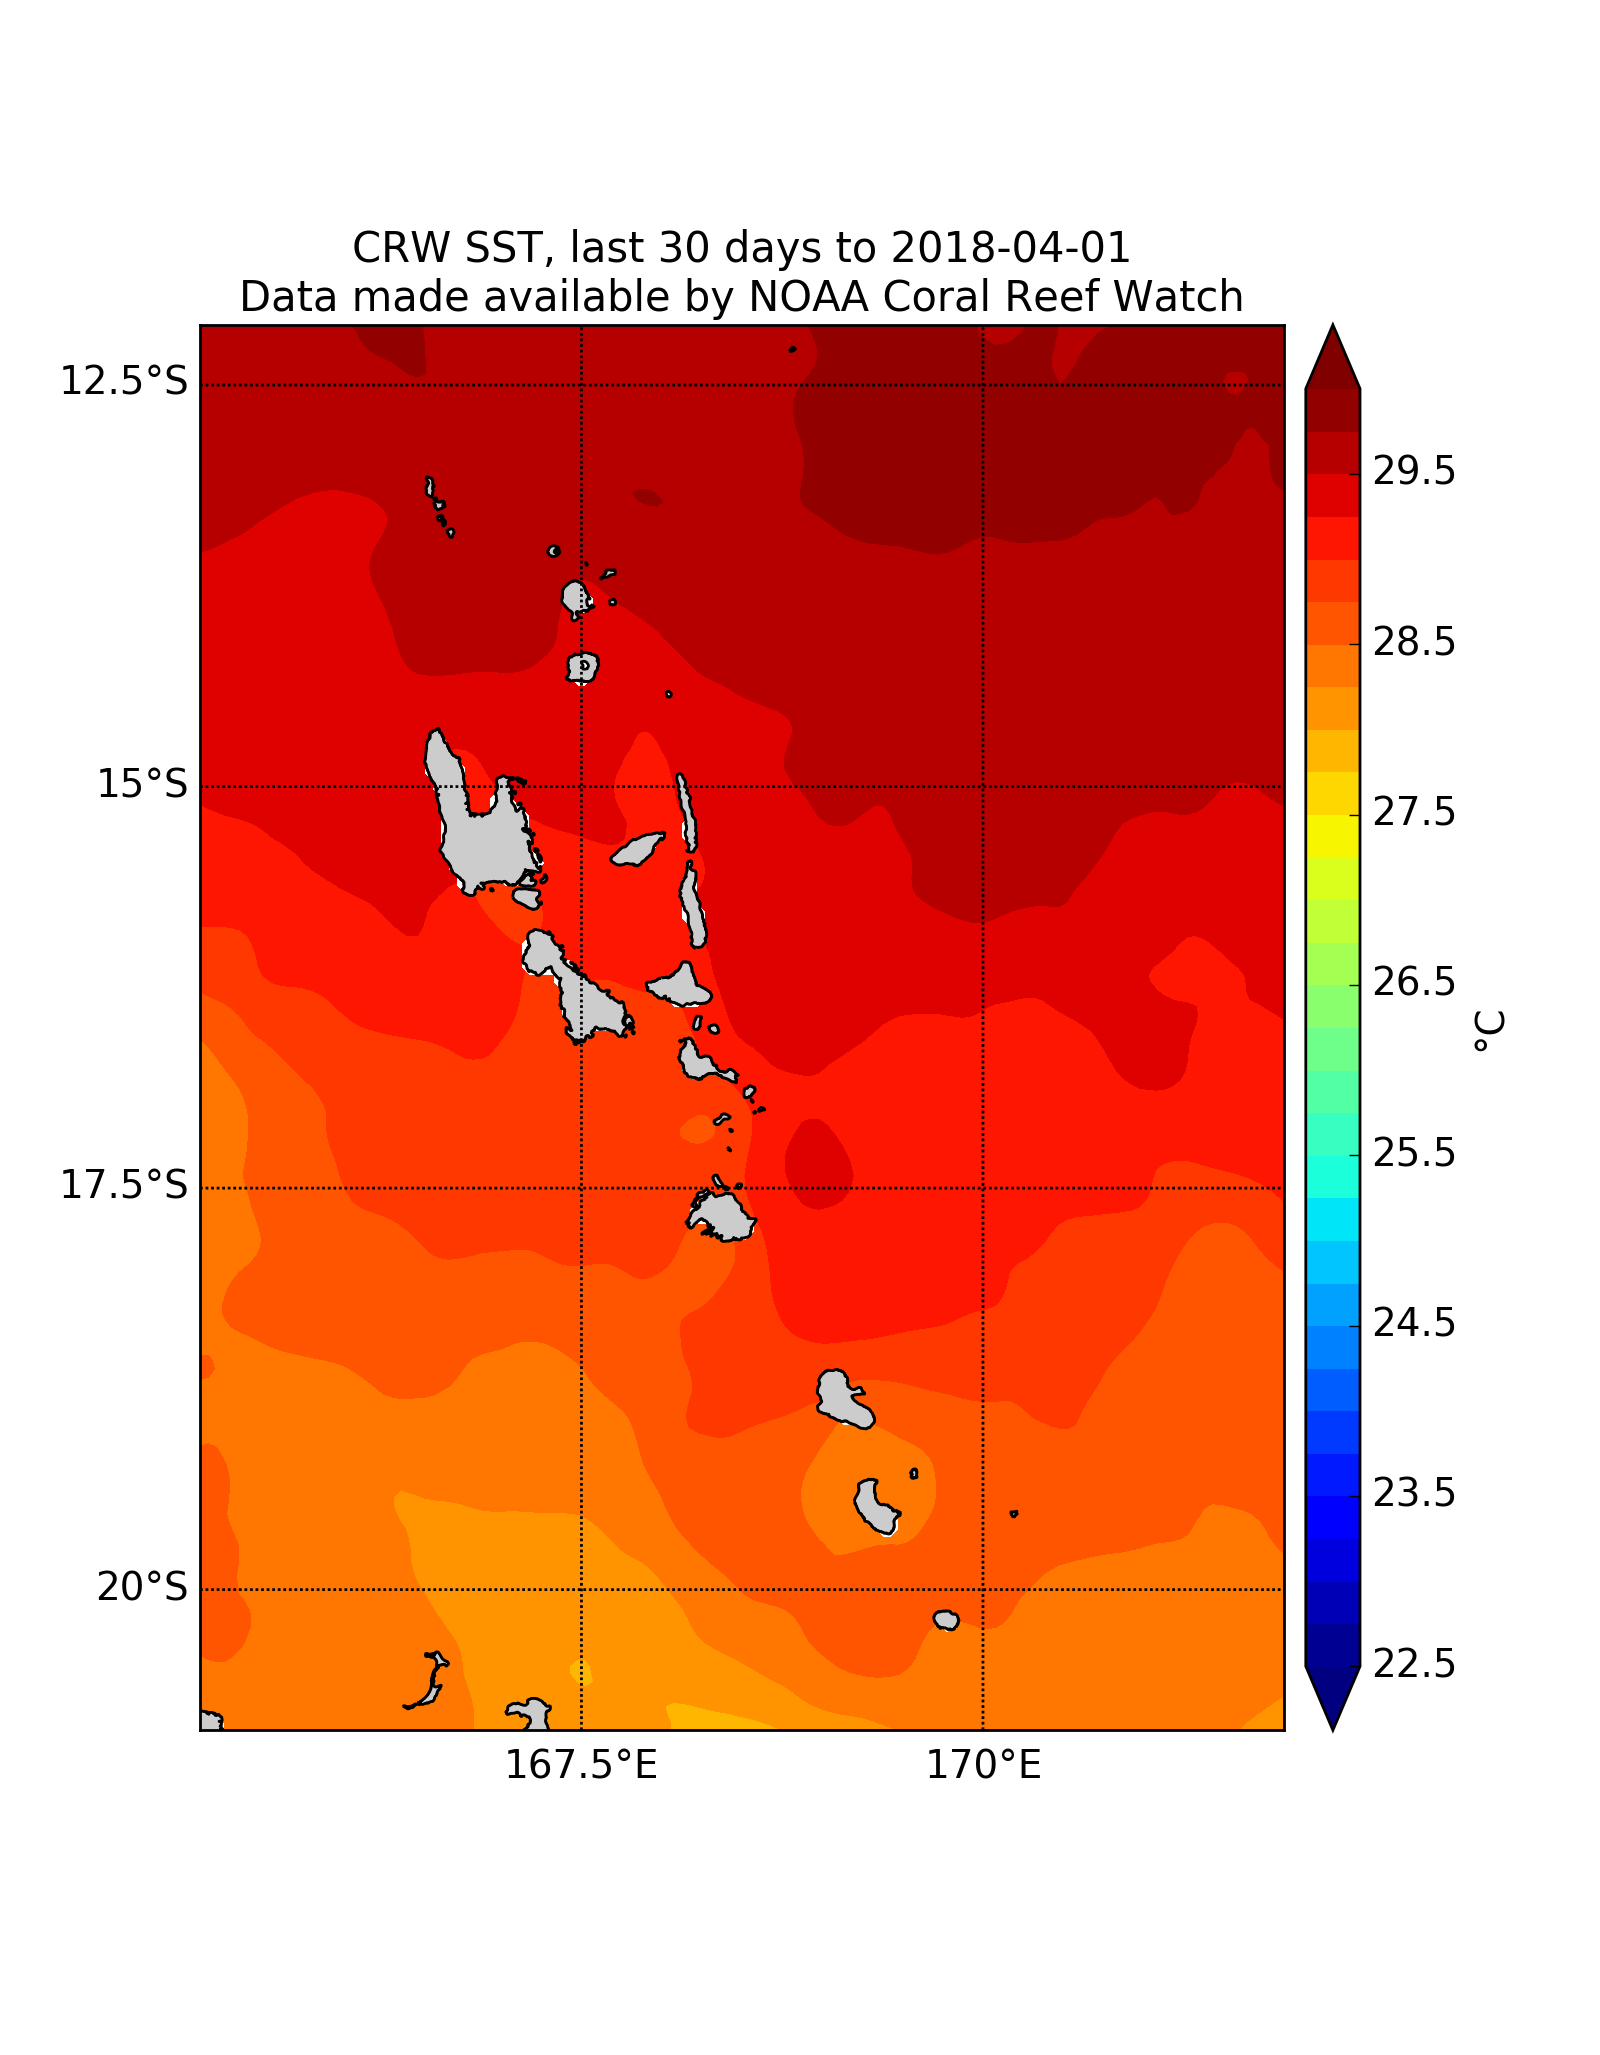 CRW SST, last 30 days to 2018-04-01
Data made available by NOAA Coral Reef Watch
12.5°S
15°S
17.5°S
20°S
167.5°E
170°E
29.5
28.5
27.5
26.5
25.5
24.5
23.5
22.5
°C